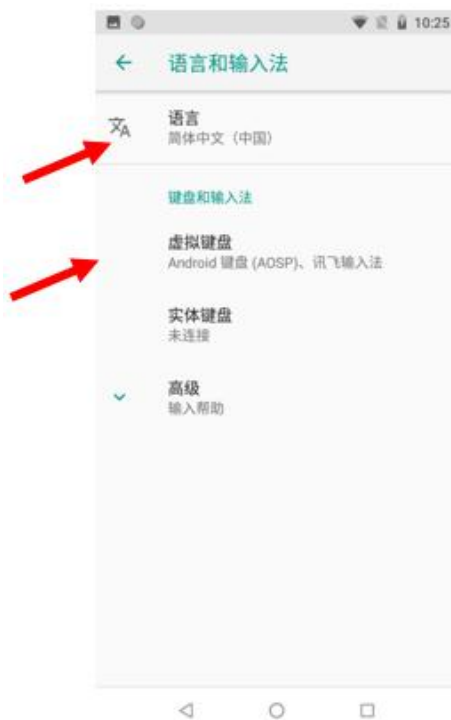 10:25
语言和输入法
语言
简体中文（中国）
键盘和输入法
虚拟键盘
Android 键盘 (AOSP)、讯飞输入法
实体键盘
未连接
高级
输入帮助